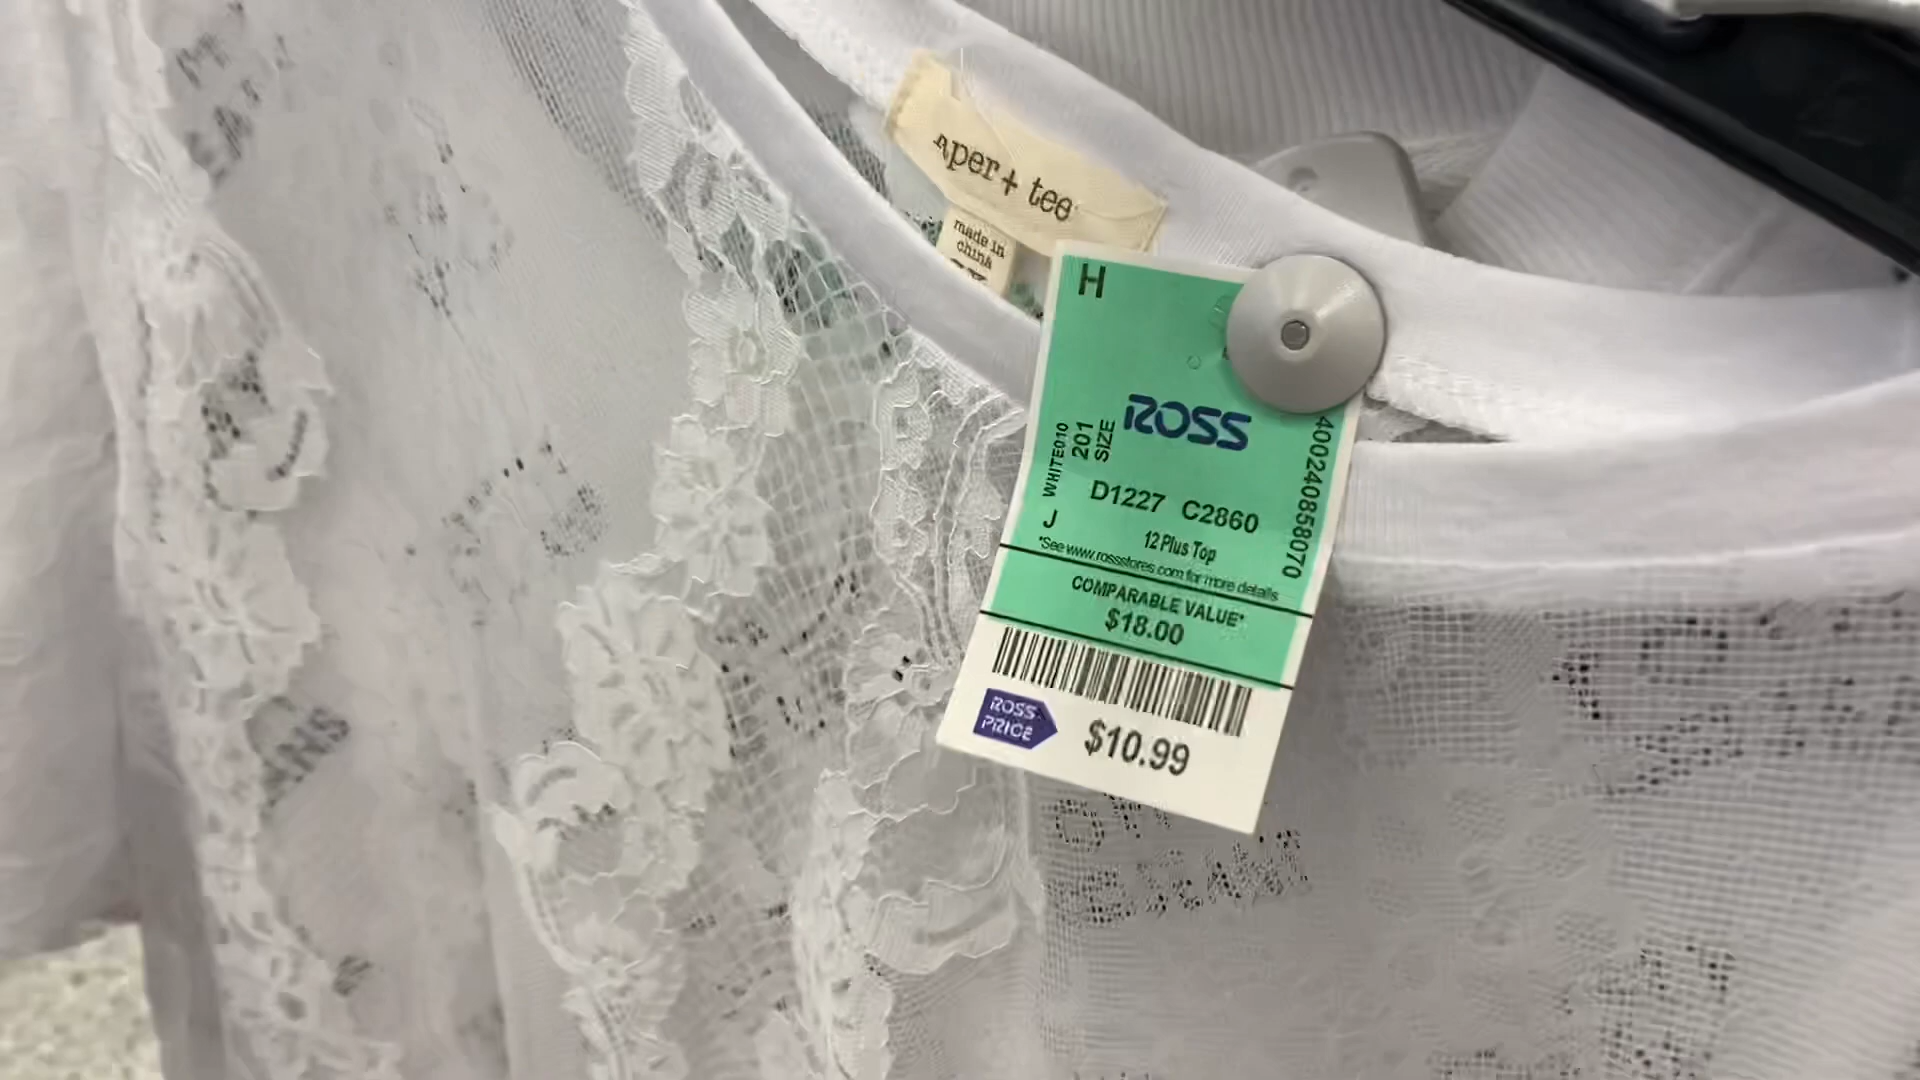 per + tee
made in
china
H
ROSS
WHITE010
201
SIZE
400240858070
D1227 C2860
J
12 Plus Top
*See www.rossstores.com for more details
COMPARABLE VALUE*
$18.00
ROSS
PRICE
$10.99